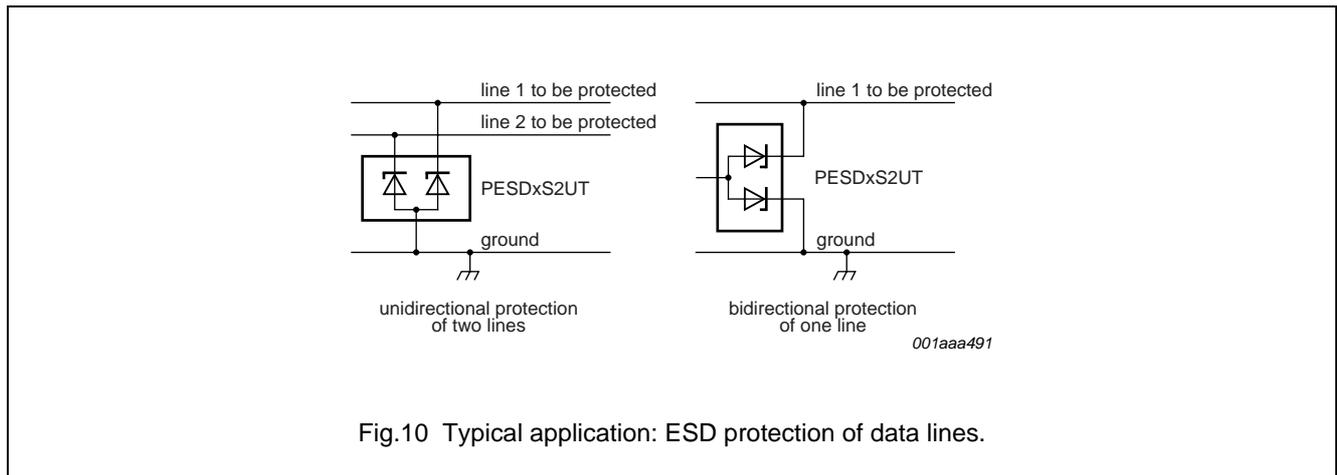 line 1 to be protected
line 2 to be protected
PESDxS2UT
ground
unidirectional protection
of two lines
line 1 to be protected
PESDxS2UT
ground
bidirectional protection
of one line
001aaa491
Fig.10 Typical application: ESD protection of data lines.